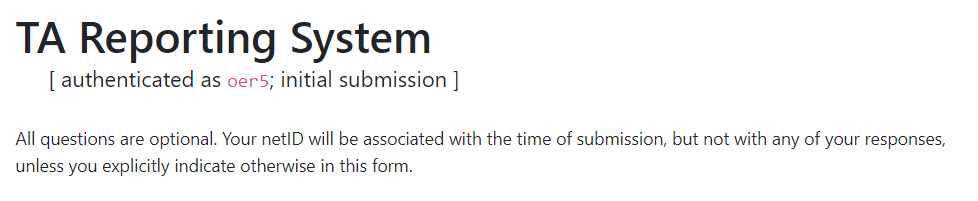 TA Reporting System
[ authenticated as oer5; initial submission ]
All questions are optional. Your netID will be associated with the time of submission, but not with any of your responses,
unless you explicitly indicate otherwise in this form.